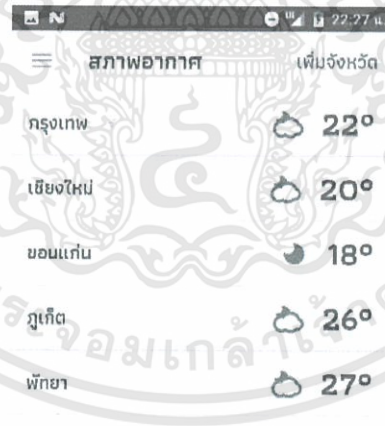 22:27 น
สภาพอากาศ เพิ่มจังหวัด
กรุงเทพ 22°
เชียงใหม่ 20°
ขอนแก่น 18°
ภูเก็ต 26°
พัทยา 27°